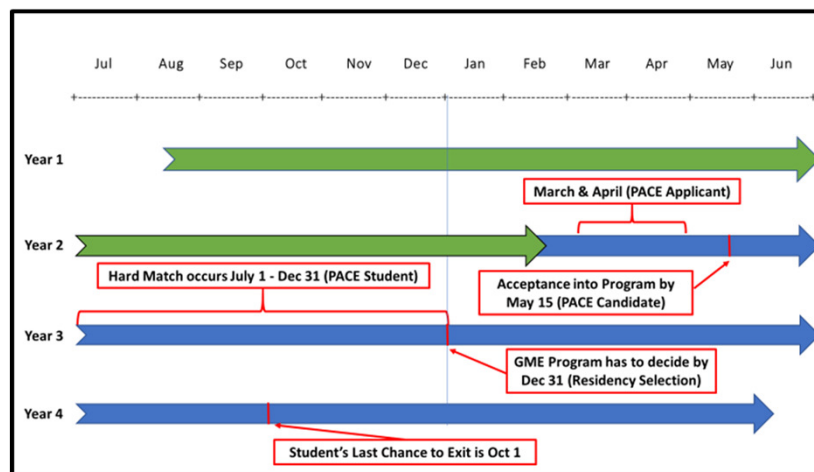 Jul Aug Sep Oct Nov Dec Jan Feb Mar Apr May Jun
Year 1
March & April (PACE Applicant)
Year 2
Hard Match occurs July 1 - Dec 31 (PACE Student)
Acceptance into Program by
May 15 (PACE Candidate)
Year 3
GME Program has to decide by
Dec 31 (Residency Selection)
Year 4
Student's Last Chance to Exit is Oct 1